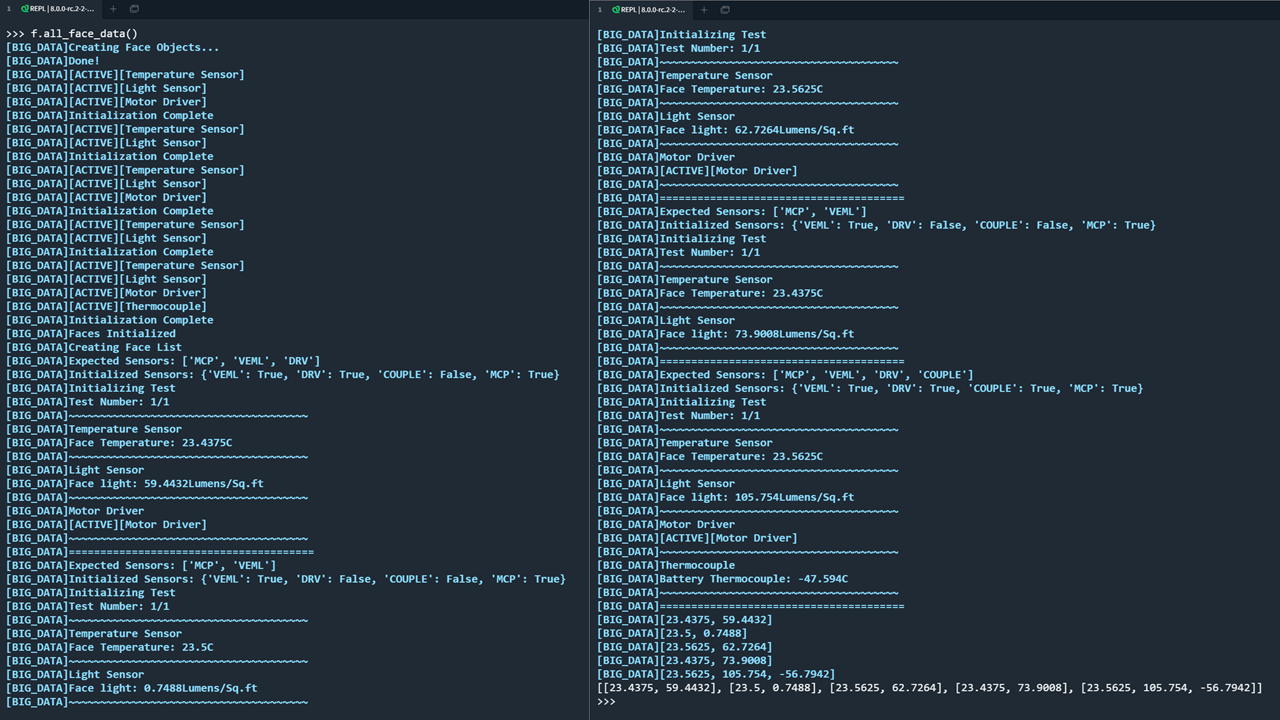 1 REPL | 8.0.0-rc.2-2-...
>>> f.all_face_data()
[BIG_DATA]Creating Face Objects...
[BIG_DATA]Done!
[BIG_DATA][ACTIVE][Temperature Sensor]
[BIG_DATA][ACTIVE][Light Sensor]
[BIG_DATA][ACTIVE][Motor Driver]
[BIG_DATA]Initialization Complete
[BIG_DATA][ACTIVE][Temperature Sensor]
[BIG_DATA][ACTIVE][Light Sensor]
[BIG_DATA]Initialization Complete
[BIG_DATA][ACTIVE][Temperature Sensor]
[BIG_DATA][ACTIVE][Light Sensor]
[BIG_DATA][ACTIVE][Motor Driver]
[BIG_DATA]Initialization Complete
[BIG_DATA][ACTIVE][Temperature Sensor]
[BIG_DATA][ACTIVE][Light Sensor]
[BIG_DATA]Initialization Complete
[BIG_DATA][ACTIVE][Temperature Sensor]
[BIG_DATA][ACTIVE][Light Sensor]
[BIG_DATA][ACTIVE][Motor Driver]
[BIG_DATA][ACTIVE][Thermocouple]
[BIG_DATA]Initialization Complete
[BIG_DATA]Faces Initialized
[BIG_DATA]Creating Face List
[BIG_DATA]Expected Sensors: ['MCP', 'VEML', 'DRV']
[BIG_DATA]Initialized Sensors: {'VEML': True, 'DRV': True, 'COUPLE': False, 'MCP': True}
[BIG_DATA]Initializing Test
[BIG_DATA]Test Number: 1/1
[BIG_DATA]~~~~~~~~~~~~~~~~~~~~~~~~~~~~~~~~~~~~~~
[BIG_DATA]Temperature Sensor
[BIG_DATA]Face Temperature: 23.4375C
[BIG_DATA]~~~~~~~~~~~~~~~~~~~~~~~~~~~~~~~~~~~~~~
[BIG_DATA]Light Sensor
[BIG_DATA]Face light: 59.4432Lumens/Sq.ft
[BIG_DATA]~~~~~~~~~~~~~~~~~~~~~~~~~~~~~~~~~~~~~~
[BIG_DATA]Motor Driver
[BIG_DATA][ACTIVE][Motor Driver]
[BIG_DATA]~~~~~~~~~~~~~~~~~~~~~~~~~~~~~~~~~~~~~~
[BIG_DATA]=======================================
[BIG_DATA]Expected Sensors: ['MCP', 'VEML']
[BIG_DATA]Initialized Sensors: {'VEML': True, 'DRV': False, 'COUPLE': False, 'MCP': True}
[BIG_DATA]Initializing Test
[BIG_DATA]Test Number: 1/1
[BIG_DATA]~~~~~~~~~~~~~~~~~~~~~~~~~~~~~~~~~~~~~~
[BIG_DATA]Temperature Sensor
[BIG_DATA]Face Temperature: 23.5C
[BIG_DATA]~~~~~~~~~~~~~~~~~~~~~~~~~~~~~~~~~~~~~~
[BIG_DATA]Light Sensor
[BIG_DATA]Face light: 0.7488Lumens/Sq.ft
[BIG_DATA]~~~~~~~~~~~~~~~~~~~~~~~~~~~~~~~~~~~~~~
1 REPL | 8.0.0-rc.2-2-...
[BIG_DATA]Initializing Test
[BIG_DATA]Test Number: 1/1
[BIG_DATA]~~~~~~~~~~~~~~~~~~~~~~~~~~~~~~~~~~~~~~
[BIG_DATA]Temperature Sensor
[BIG_DATA]Face Temperature: 23.5625C
[BIG_DATA]~~~~~~~~~~~~~~~~~~~~~~~~~~~~~~~~~~~~~~
[BIG_DATA]Light Sensor
[BIG_DATA]Face light: 62.7264Lumens/Sq.ft
[BIG_DATA]~~~~~~~~~~~~~~~~~~~~~~~~~~~~~~~~~~~~~~
[BIG_DATA]Motor Driver
[BIG_DATA][ACTIVE][Motor Driver]
[BIG_DATA]~~~~~~~~~~~~~~~~~~~~~~~~~~~~~~~~~~~~~~
[BIG_DATA]=======================================
[BIG_DATA]Expected Sensors: ['MCP', 'VEML']
[BIG_DATA]Initialized Sensors: {'VEML': True, 'DRV': False, 'COUPLE': False, 'MCP': True}
[BIG_DATA]Initializing Test
[BIG_DATA]Test Number: 1/1
[BIG_DATA]~~~~~~~~~~~~~~~~~~~~~~~~~~~~~~~~~~~~~~
[BIG_DATA]Temperature Sensor
[BIG_DATA]Face Temperature: 23.4375C
[BIG_DATA]~~~~~~~~~~~~~~~~~~~~~~~~~~~~~~~~~~~~~~
[BIG_DATA]Light Sensor
[BIG_DATA]Face light: 73.9008Lumens/Sq.ft
[BIG_DATA]~~~~~~~~~~~~~~~~~~~~~~~~~~~~~~~~~~~~~~
[BIG_DATA]=======================================
[BIG_DATA]Expected Sensors: ['MCP', 'VEML', 'DRV', 'COUPLE']
[BIG_DATA]Initialized Sensors: {'VEML': True, 'DRV': True, 'COUPLE': True, 'MCP': True}
[BIG_DATA]Initializing Test
[BIG_DATA]Test Number: 1/1
[BIG_DATA]~~~~~~~~~~~~~~~~~~~~~~~~~~~~~~~~~~~~~~
[BIG_DATA]Temperature Sensor
[BIG_DATA]Face Temperature: 23.5625C
[BIG_DATA]~~~~~~~~~~~~~~~~~~~~~~~~~~~~~~~~~~~~~~
[BIG_DATA]Light Sensor
[BIG_DATA]Face light: 105.754Lumens/Sq.ft
[BIG_DATA]~~~~~~~~~~~~~~~~~~~~~~~~~~~~~~~~~~~~~~
[BIG_DATA]Motor Driver
[BIG_DATA][ACTIVE][Motor Driver]
[BIG_DATA]~~~~~~~~~~~~~~~~~~~~~~~~~~~~~~~~~~~~~~
[BIG_DATA]Thermocouple
[BIG_DATA]Battery Thermocouple: -47.594C
[BIG_DATA]~~~~~~~~~~~~~~~~~~~~~~~~~~~~~~~~~~~~~~
[BIG_DATA]=======================================
[BIG_DATA][23.4375, 59.4432]
[BIG_DATA][23.5, 0.7488]
[BIG_DATA][23.5625, 62.7264]
[BIG_DATA][23.4375, 73.9008]
[BIG_DATA][23.5625, 105.754, -56.7942]
[[23.4375, 59.4432], [23.5, 0.7488], [23.5625, 62.7264], [23.4375, 73.9008], [23.5625, 105.754, -56.7942]]
>>>